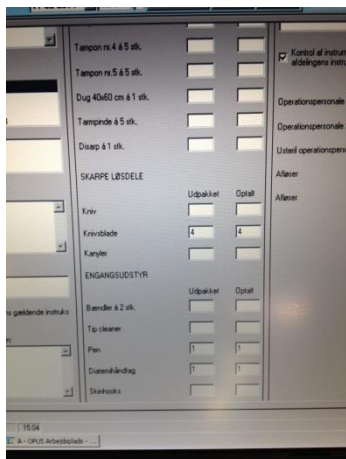 Tampon nr.4 á 5 stk.
Tampon nr.5 á 5 stk.
Dug 40x60 cm á 1 stk.
Tampinde á 5 stk.
Disarp á 1 stk.
SKARPE LØSDELE
Udpakket Optalt
Kniv
Knivsblade 4 4
Kanyler
ENGANGSUDSTYR
Udpakket Optalt
Bændler á 2 stk.
Tip cleaner
Pen 1 1
Diatermihåndtag 1 1
Skinhooks
Kontrol af instrum
afdelingens instru
Operationspersonale
Operationspersonale
Usteril operationspers
Afløser
Afløser
ns gældende instruks
15:04
A - OPUS Arbejdsplads - ...